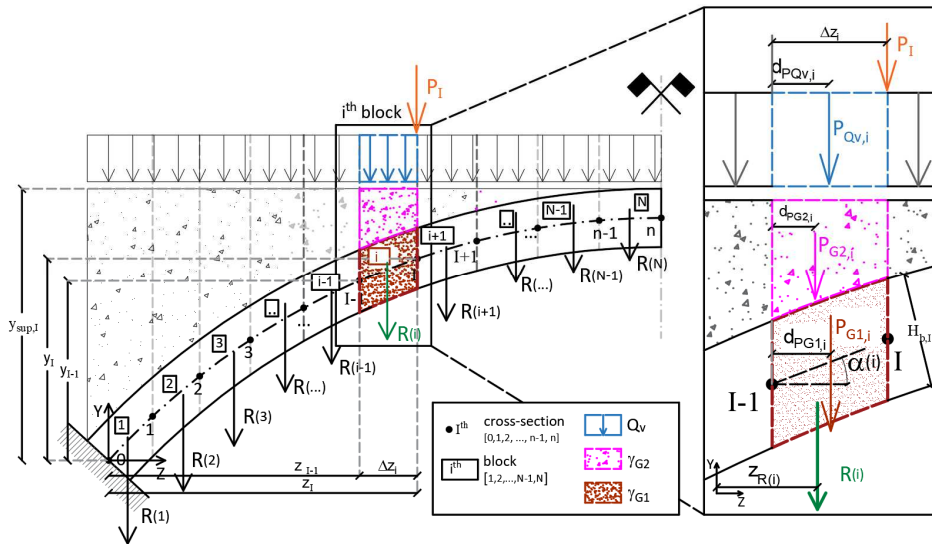 P_I
i^th block
N
N-1
..
n
n-1
...
i+1
I+1
i
I
i-1
I-
R(i)
..
...
R(N)
R(N-1)
R(...)
R(i+1)
3
3
R(i-1)
2
2
R(...)
y_sup,I
y_I
y_I-1
Y
1
1
R(3)
0
Z
R(2)
z_I-1
Δz_i
z_I
R(1)
I^th
cross-section
[0,1,2, ..., n-1, n]
i^th
block
[1,2,...,N-1,N]
Q_v
γ_G2
γ_G1
Δz_i
P_I
d_PQv,i
P_Qv,i
d_PG2,i
P_G2,i
P_G1,i
H_b,I
d_PG1,i
α(i)
I
I-1
Y
Z
z_R(i)
R(i)